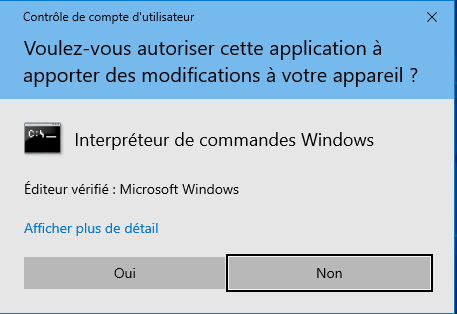 Contrôle de compte d'utilisateur
Voulez-vous autoriser cette application à
apporter des modifications à votre appareil ?
C:\_
Interpréteur de commandes Windows
Éditeur vérifié : Microsoft Windows
Afficher plus de détail
Oui
Non